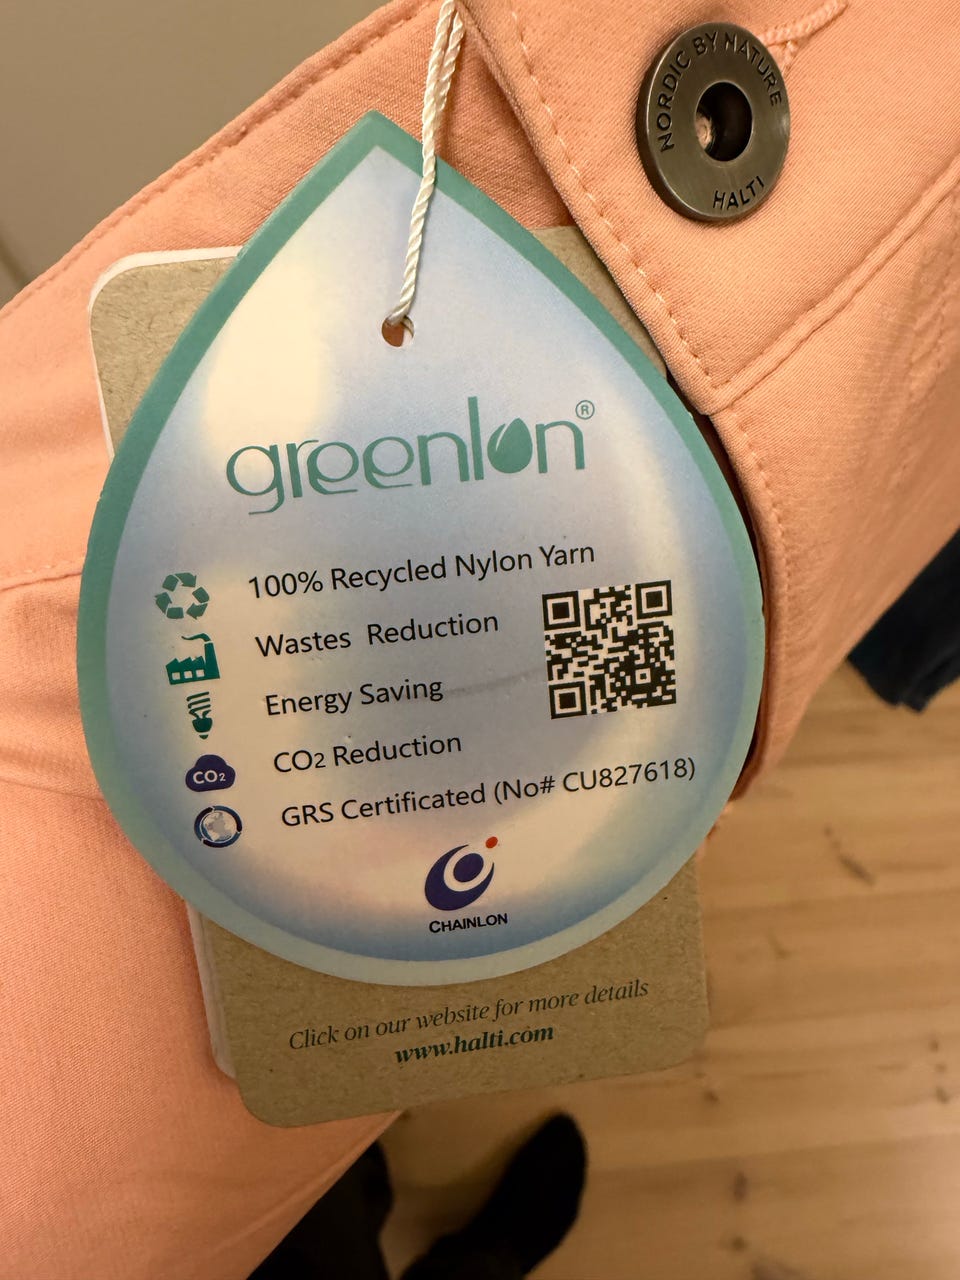 NORDIC BY NATURE
HALTI
greenlon®
100% Recycled Nylon Yarn
Wastes Reduction
Energy Saving
CO2 Reduction
CO2
GRS Certificated (No# CU827618)
CHAINLON
Click on our website for more details
www.halti.com